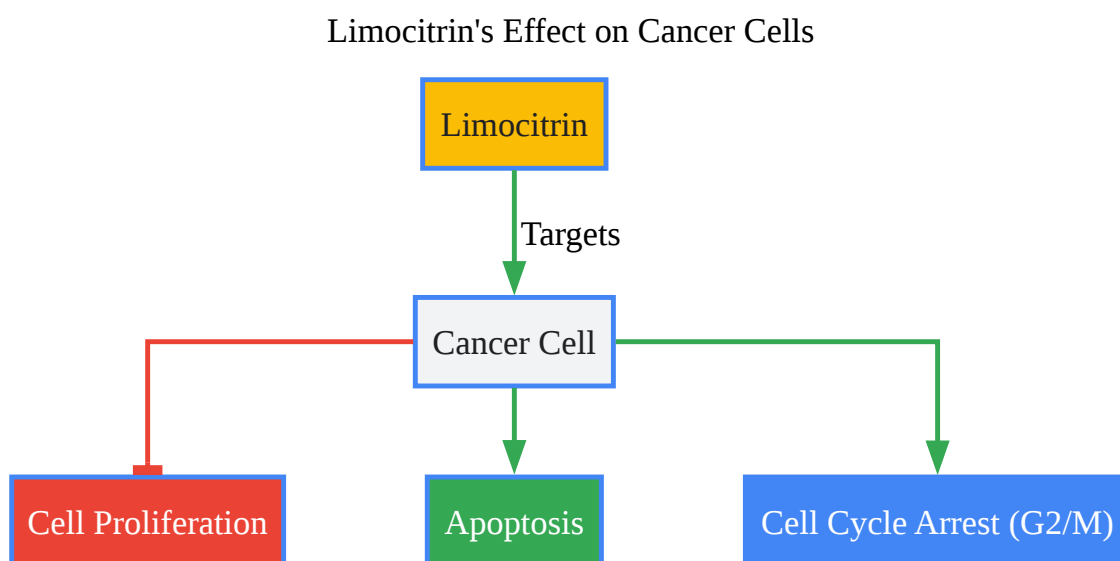 Limocitrin's Effect on Cancer Cells
Limocitrin
Targets
Cancer Cell
Cell Proliferation
Apoptosis
Cell Cycle Arrest (G2/M)